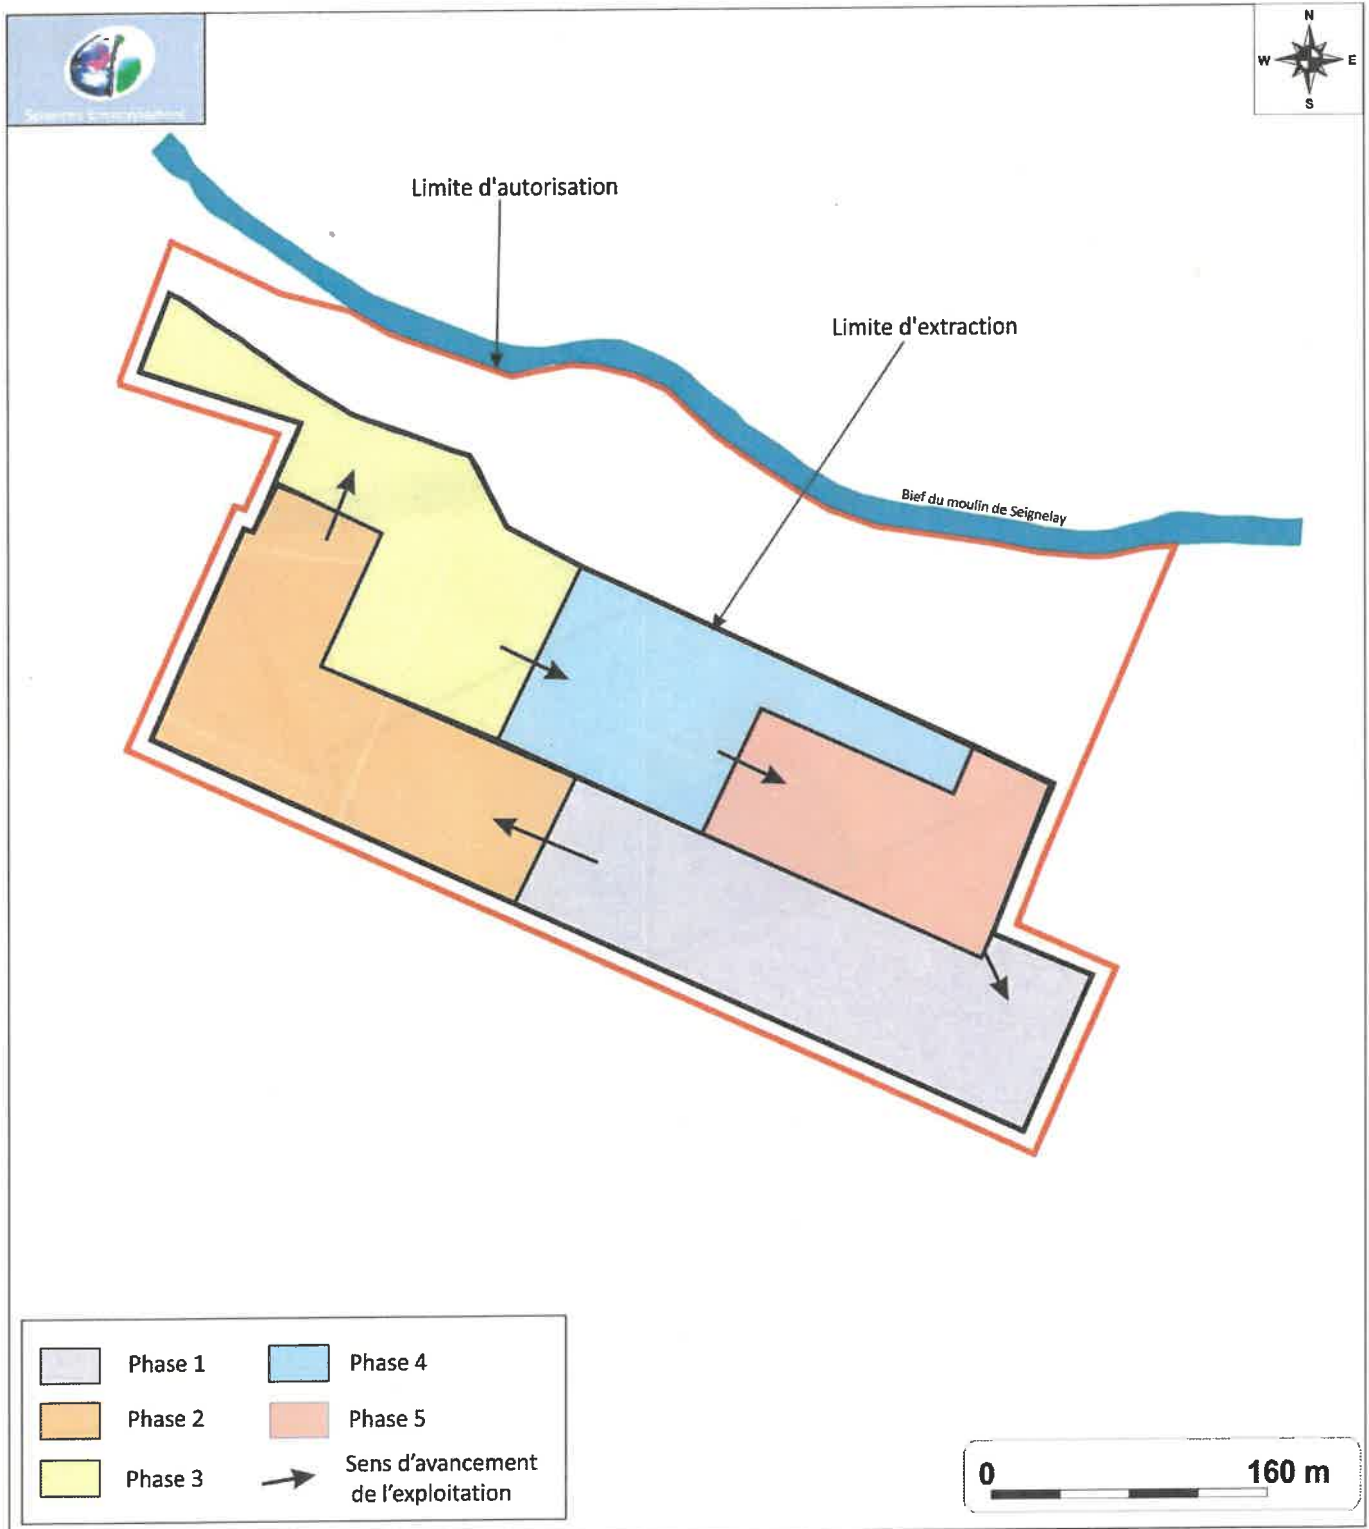 N
W E
S
Limite d'autorisation
Limite d'extraction
Bief du moulin de Seignelay
Phase 1
Phase 2
Phase 3
Phase 4
Phase 5
Sens d'avancement
de l'exploitation
0 160 m